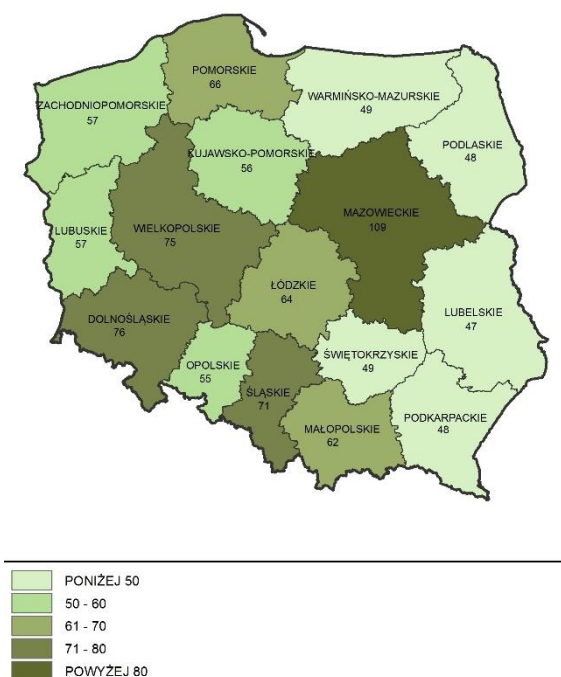 POMORSKIE
66
WARMIŃSKO-MAZURSKIE
49
ZACHODNIOPOMORSKIE
57
PODLASKIE
48
KUJAWSKO-POMORSKIE
56
MAZOWIECKIE
109
LUBUSKIE
57
WIELKOPOLSKIE
75
ŁÓDZKIE
64
LUBELSKIE
47
DOLNOŚLĄSKIE
76
ŚWIĘTOKRZYSKIE
49
OPOLSKIE
55
ŚLĄSKIE
71
PODKARPACKIE
48
MAŁOPOLSKIE
62
PONIŻEJ 50
50 - 60
61 - 70
71 - 80
POWYŻEJ 80